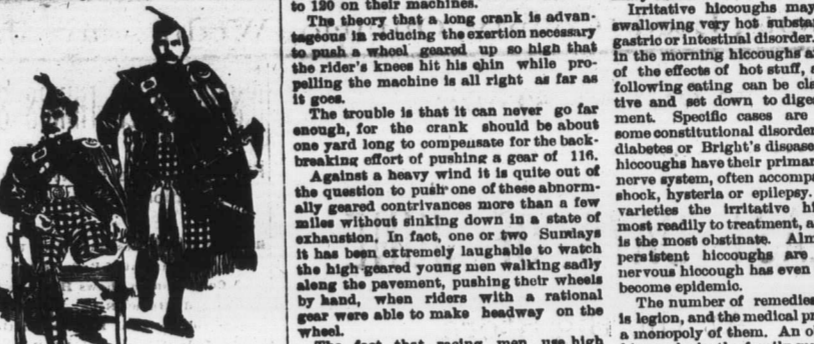 to 120 on their machines.
The theory that a long crank is advan-
tageous in reducing the exertion necessary
to push a wheel geared up so high that
the rider's knees hit his chin while pro-
pelling the machine is all right as far as
it goes.
The trouble is that it can never go far
enough, for the crank should be about
one yard long to compensate for the back-
breaking effort of pushing a gear of 116.
Against a heavy wind it is quite out of
the question to push one of these abnorm-
ally geared contrivances more than a few
miles without sinking down in a state of
exhaustion. In fact, one or two Sundays
it has been extremely laughable to watch
the high-geared young men walking sadly
along the pavement, pushing their wheels
by hand, when riders with a rational
gear were able to make headway on the
wheel.
The fact that racing men use high
Irritative hiccoughs may
swallowing very hot substa
gastric or intestinal disorder.
in the morning hiccoughs a
of the effects of hot stuff, a
following eating can be cla
tive and set down to diges
ment. Specific cases are
some constitutional disorder
diabetes or Bright's disease
hiccoughs have their primar
nerve system, often accompa
shock, hysteria or epilepsy.
varieties the irritative hi
most readily to treatment, a
is the most obstinate. Alm
persistent hiccoughs are
nervous hiccough has even
become epidemic.
The number of remedies
is legion, and the medical pr
a monopoly of them. An o